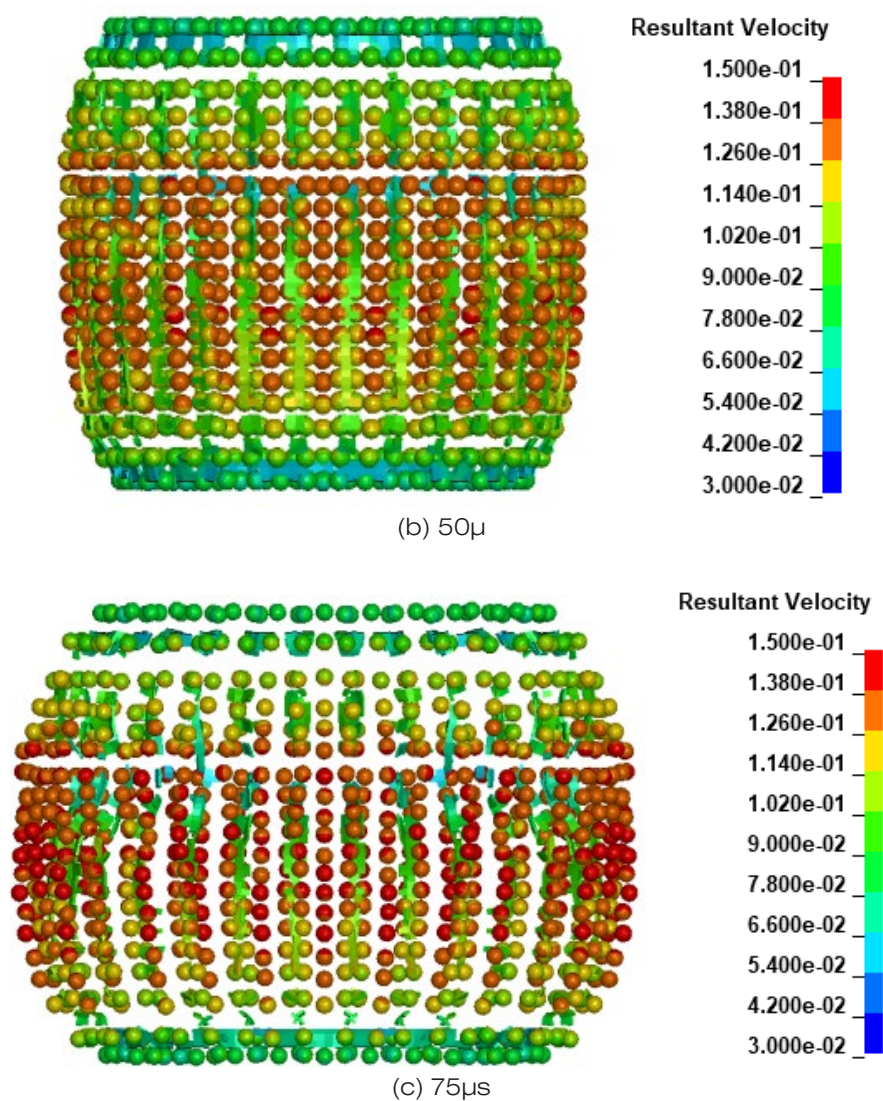 Resultant Velocity
1.500e-01
1.380e-01
1.260e-01
1.140e-01
1.020e-01
9.000e-02
7.800e-02
6.600e-02
5.400e-02
4.200e-02
3.000e-02
(b) 50μ
Resultant Velocity
1.500e-01
1.380e-01
1.260e-01
1.140e-01
1.020e-01
9.000e-02
7.800e-02
6.600e-02
5.400e-02
4.200e-02
3.000e-02
(c) 75μs